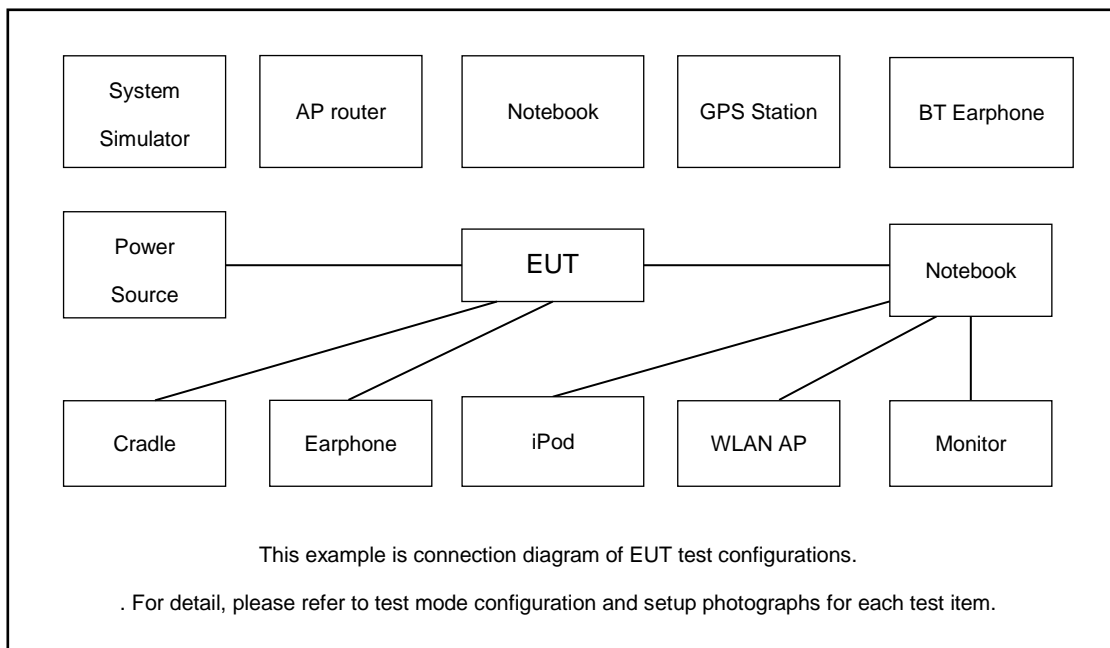 System
Simulator
AP router
Notebook
GPS Station
BT Earphone
Power
Source
EUT
Notebook
Cradle
Earphone
iPod
WLAN AP
Monitor
This example is connection diagram of EUT test configurations.
. For detail, please refer to test mode configuration and setup photographs for each test item.